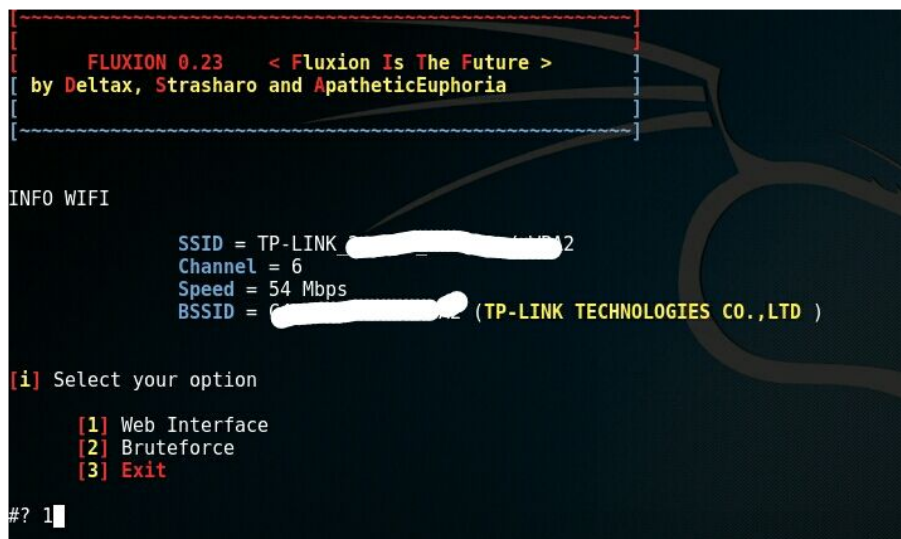 FLUXION 0.23 < Fluxion Is The Future >
by Deltax, Strasharo and ApatheticEuphoria
INFO WIFI
SSID = TP-LINK_
Channel = 6
Speed = 54 Mbps
BSSID = (TP-LINK TECHNOLOGIES CO.,LTD )
[i] Select your option
[1] Web Interface
[2] Bruteforce
[3] Exit
#? 1